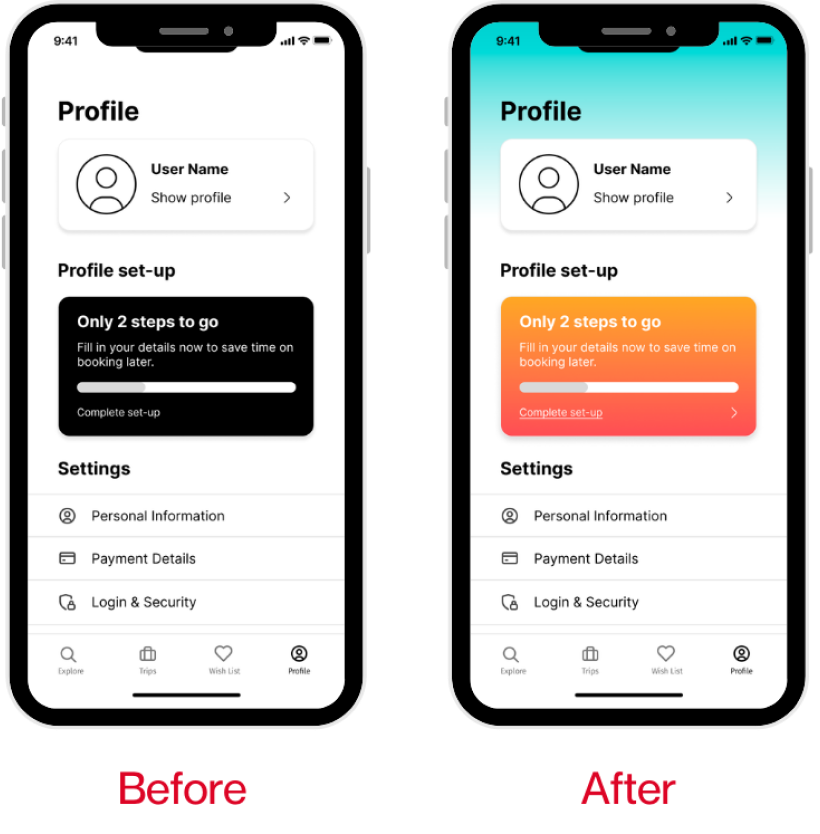 9:41
Profile
User Name
Show profile
Profile set-up
Only 2 steps to go
Fill in your details now to save time on
booking later.
Complete set-up
Settings
Personal Information
Payment Details
Login & Security
Explore Trips Wish List Profile
Before
9:41
Profile
User Name
Show profile
Profile set-up
Only 2 steps to go
Fill in your details now to save time on
booking later.
Complete set-up
Settings
Personal Information
Payment Details
Login & Security
Explore Trips Wish List Profile
After